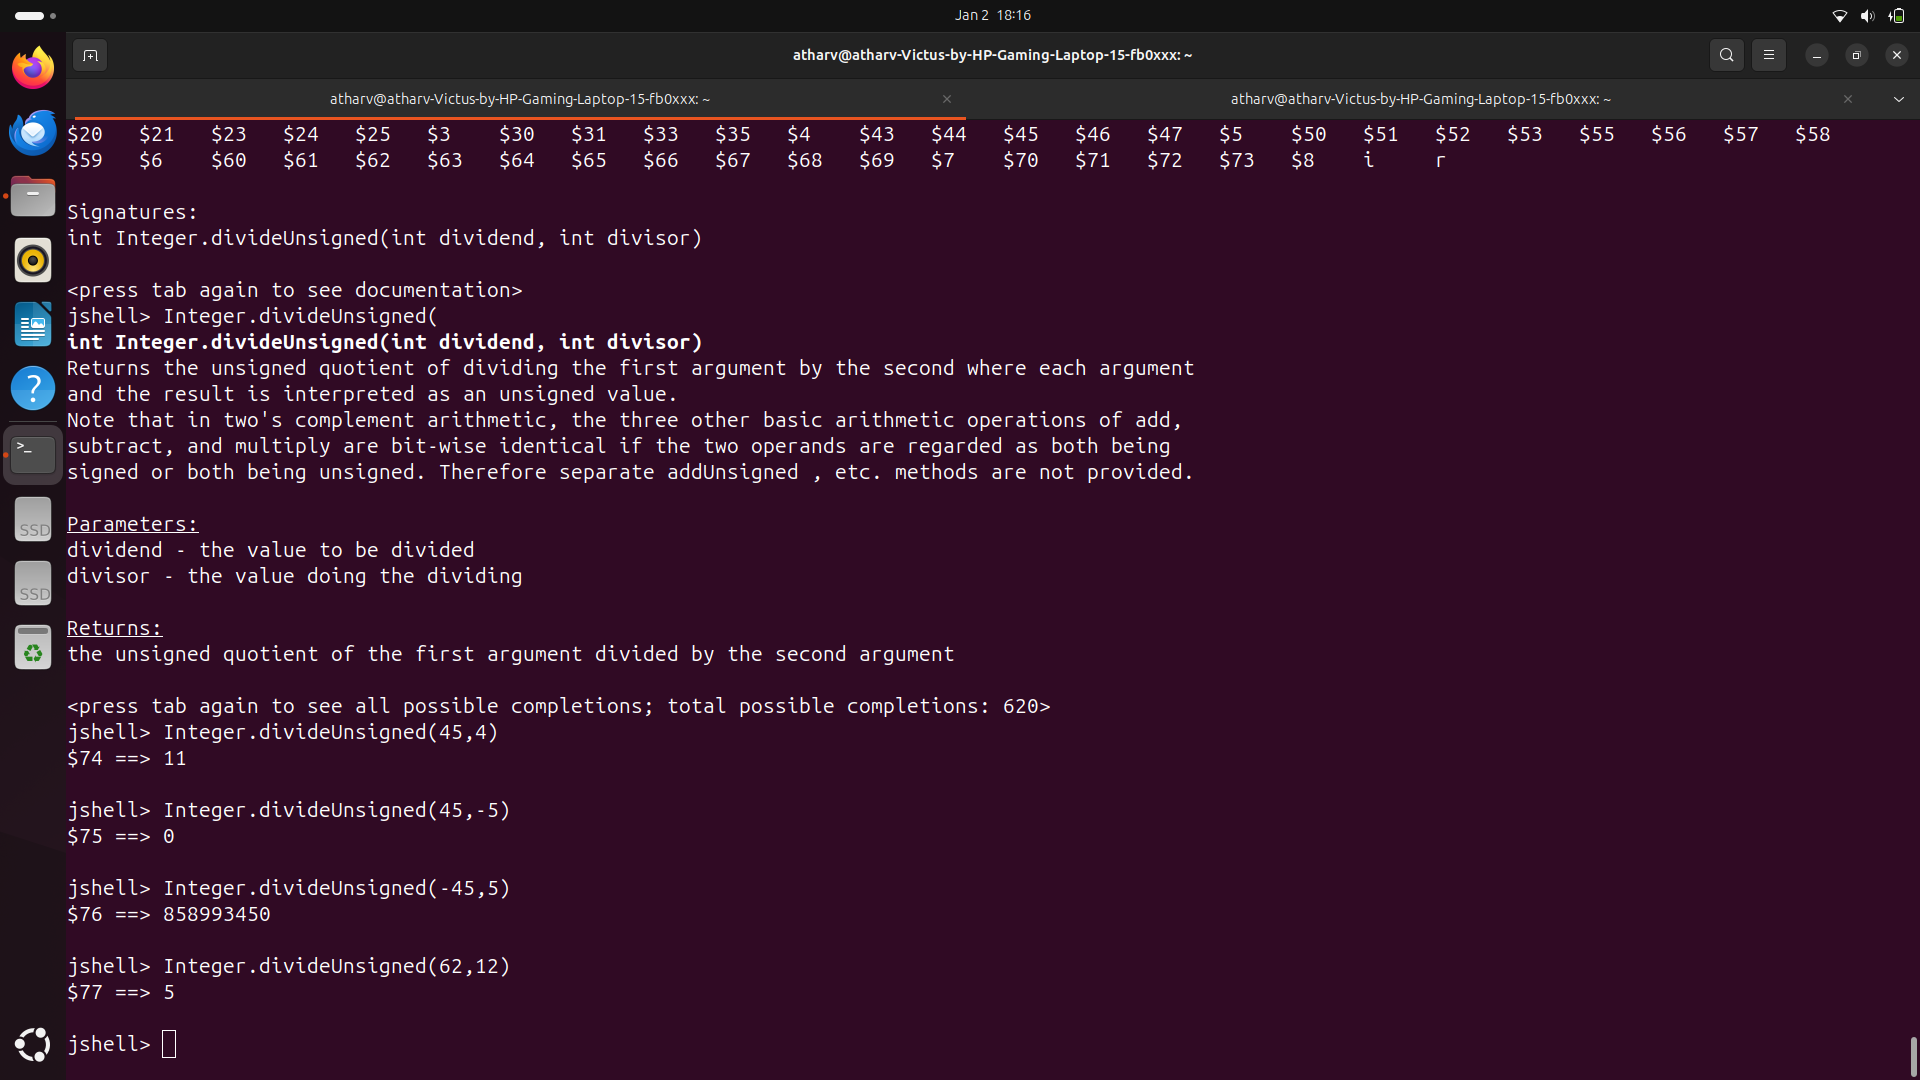 Jan 2 18:16
atharv@atharv-Victus-by-HP-Gaming-Laptop-15-fb0xxx: ~
atharv@atharv-Victus-by-HP-Gaming-Laptop-15-fb0xxx: ~ atharv@atharv-Victus-by-HP-Gaming-Laptop-15-fb0xxx: ~
$20 $21 $23 $24 $25 $3 $30 $31 $33 $35 $4 $43 $44 $45 $46 $47 $5 $50 $51 $52 $53 $55 $56 $57 $58
$59 $6 $60 $61 $62 $63 $64 $65 $66 $67 $68 $69 $7 $70 $71 $72 $73 $8 i r
Signatures:
int Integer.divideUnsigned(int dividend, int divisor)
<press tab again to see documentation>
jshell> Integer.divideUnsigned(
int Integer.divideUnsigned(int dividend, int divisor)
Returns the unsigned quotient of dividing the first argument by the second where each argument
and the result is interpreted as an unsigned value.
Note that in two's complement arithmetic, the three other basic arithmetic operations of add,
subtract, and multiply are bit-wise identical if the two operands are regarded as both being
signed or both being unsigned. Therefore separate addUnsigned , etc. methods are not provided.
Parameters:
dividend - the value to be divided
divisor - the value doing the dividing
Returns:
the unsigned quotient of the first argument divided by the second argument
<press tab again to see all possible completions; total possible completions: 620>
jshell> Integer.divideUnsigned(45,4)
$74 ==> 11
jshell> Integer.divideUnsigned(45,-5)
$75 ==> 0
jshell> Integer.divideUnsigned(-45,5)
$76 ==> 858993450
jshell> Integer.divideUnsigned(62,12)
$77 ==> 5
jshell>
?
>_
SSD
SSD